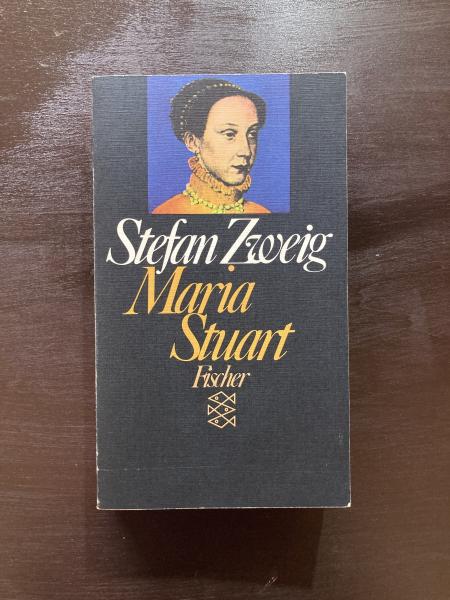 Stefan Zweig
Maria
Stuart
Fischer